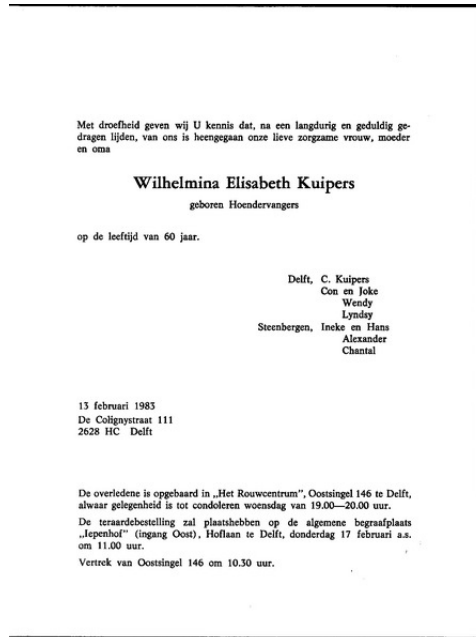 Met droefheid geven wij U kennis dat, na een langdurig en geduldig ge-
dragen lijden, van ons is heengegaan onze lieve zorgzame vrouw, moeder
en oma
Wilhelmina Elisabeth Kuipers
geboren Hoendervangers
op de leeftijd van 60 jaar.
Delft, C. Kuipers
Con en Joke
Wendy
Lyndsy
Steenbergen, Ineke en Hans
Alexander
Chantal
13 februari 1983
De Colignystraat 111
2628 HC Delft
De overledene is opgebaard in „Het Rouwcentrum”, Oostsingel 146 te Delft,
alwaar gelegenheid is tot condoleren woensdag van 19.00—20.00 uur.
De teraardebestelling zal plaatshebben op de algemene begraafplaats
„Iepenhof” (ingang Oost), Hoflaan te Delft, donderdag 17 februari a.s.
om 11.00 uur.
Vertrek van Oostsingel 146 om 10.30 uur.